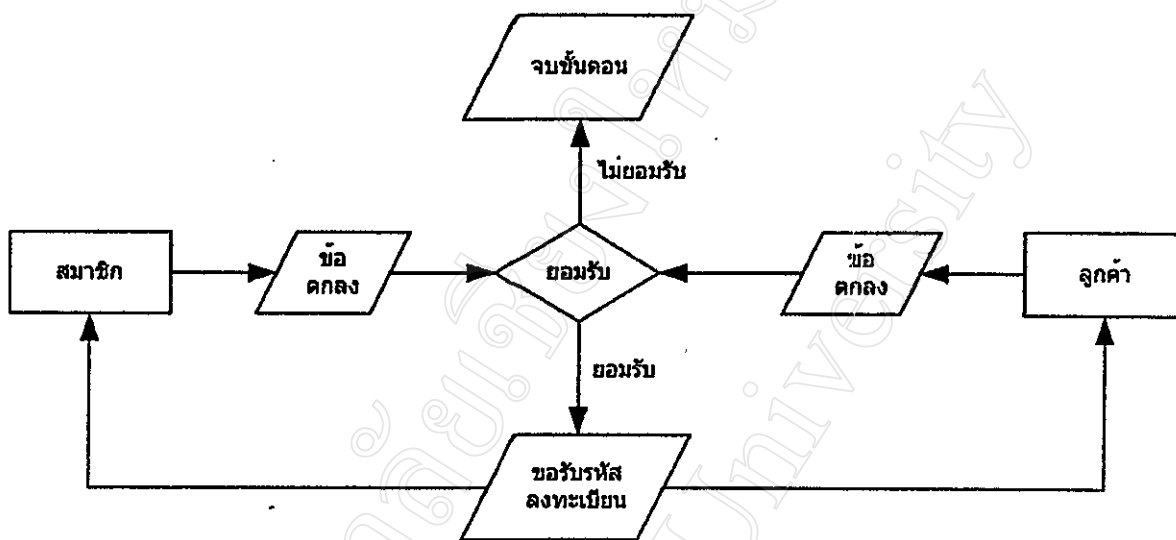 จบขั้นตอน
ไม่ยอมรับ
สมาชิก
ข้อ
ตกลง
ยอมรับ
ข้อ
ตกลง
ลูกค้า
ยอมรับ
ขอรับรหัส
ลงทะเบียน
University